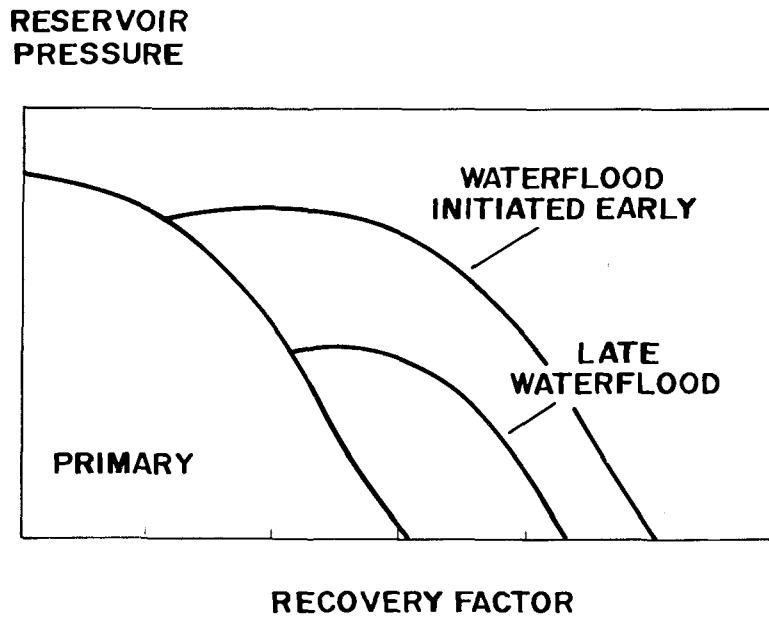 RESERVOIR
PRESSURE
WATERFLOOD
INITIATED EARLY
LATE
WATERFLOOD
PRIMARY
RECOVERY FACTOR